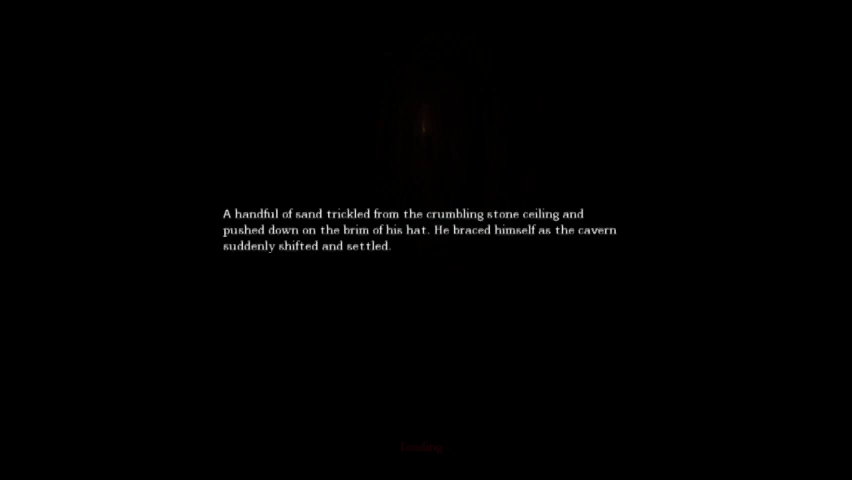 A handful of sand trickled from the crumbling stone ceiling and
pushed down on the brim of his hat. He braced himself as the cavern
suddenly shifted and settled.